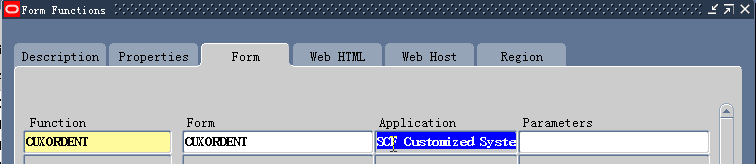 Form Functions
Description Properties Form Web HTML Web Host Region
Function Form Application Parameters
CUXORDENT CUXORDENT SCF Customized Syste